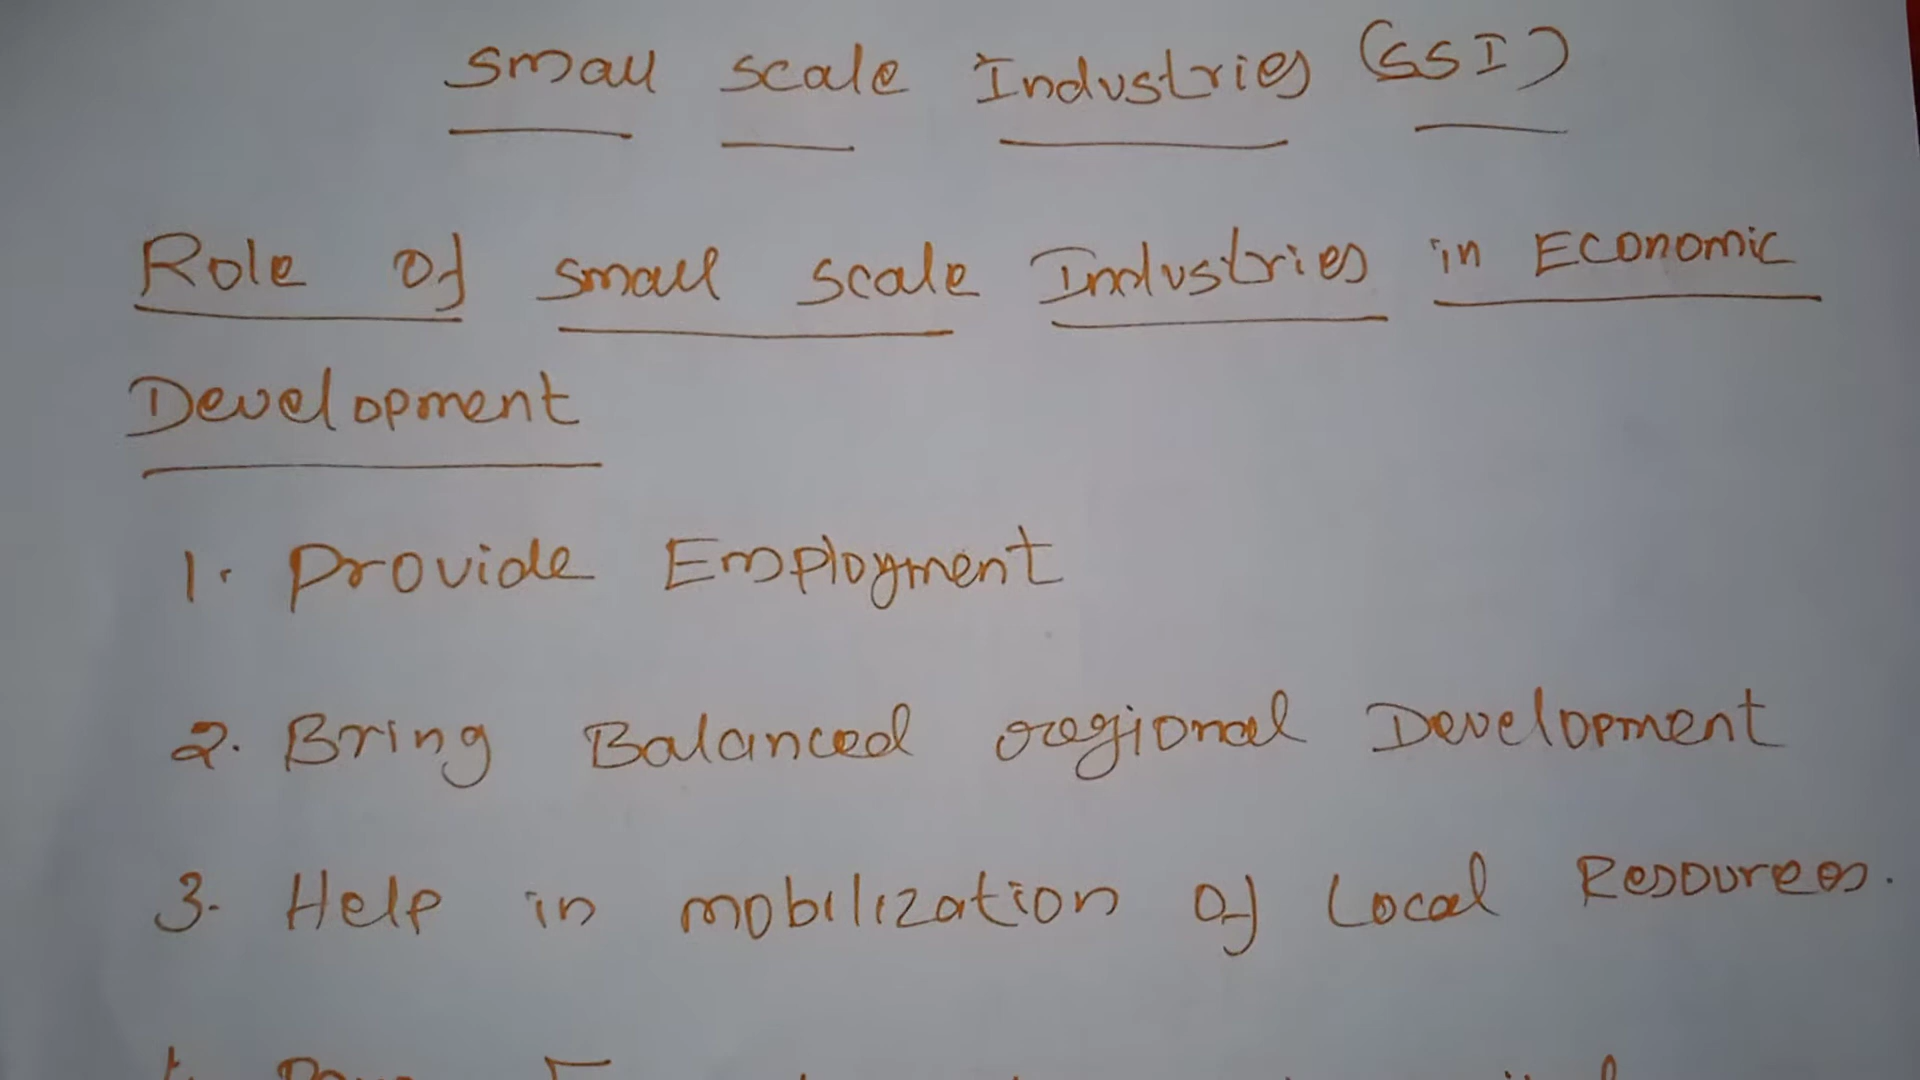 Small scale Industries (SSI)
Role of small scale Industries in Economic
Development
1. Provide Employment
2. Bring Balanced regional Development
3. Help in mobilization of Local Resources.